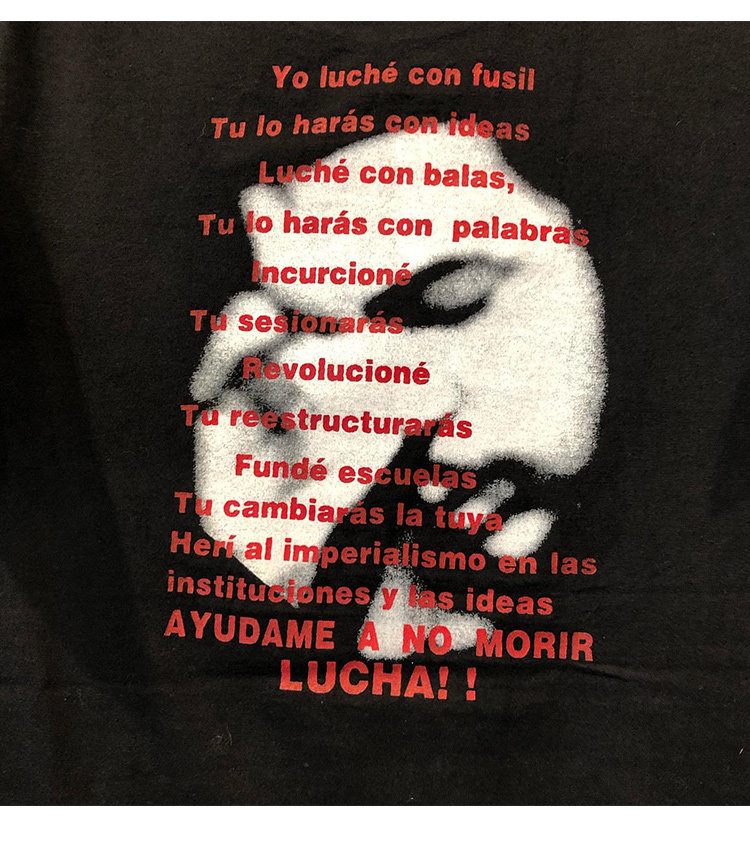 Yo luché con fusil
Tu lo harás con ideas
Luché con balas,
Tu lo harás con palabras
Incurcioné
Tu sesionarás
Revolucioné
Tu reestructurarás
Fundé escuelas
Tu cambiarás la tuya
Herí al imperialismo en las
instituciones y las ideas
AYUDAME A NO MORIR
LUCHA! !